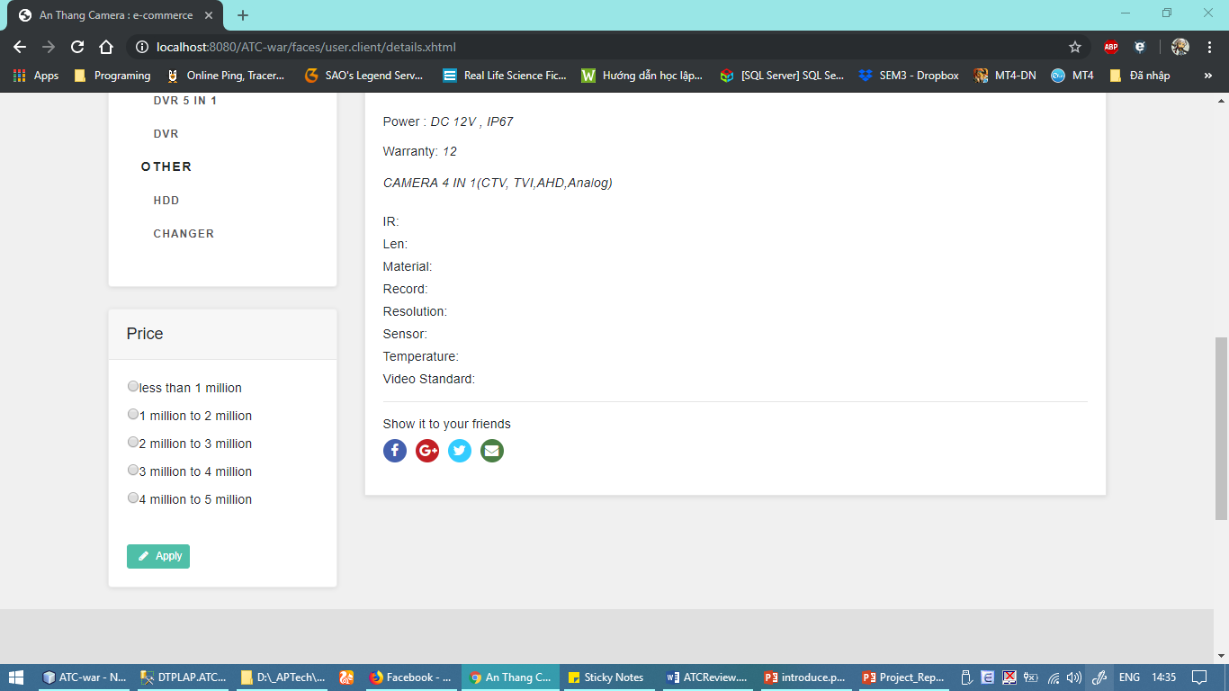 An Thang Camera : e-commerce
localhost:8080/ATC-war/faces/user.client/details.xhtml
ABP
Apps
Programing
Online Ping, Tracer...
SAO's Legend Serv...
Real Life Science Fic...
W Hướng dẫn học lập...
[SQL Server] SQL Se...
SEM3 - Dropbox
MT4-DN
MT4
Đã nhập
»
DVR 5 IN 1
DVR
OTHER
HDD
CHANGER
Price
less than 1 million
1 million to 2 million
2 million to 3 million
3 million to 4 million
4 million to 5 million
Apply
Power : DC 12V , IP67
Warranty: 12
CAMERA 4 IN 1(CTV, TVI,AHD,Analog)
IR:
Len:
Material:
Record:
Resolution:
Sensor:
Temperature:
Video Standard:
Show it to your friends
ATC-war - N...
DTPLAP.ATC...
D:\_APTech\...
Facebook - ...
An Thang C...
Sticky Notes
ATCReview....
introduce.p...
Project_Rep...
ENG
14:35